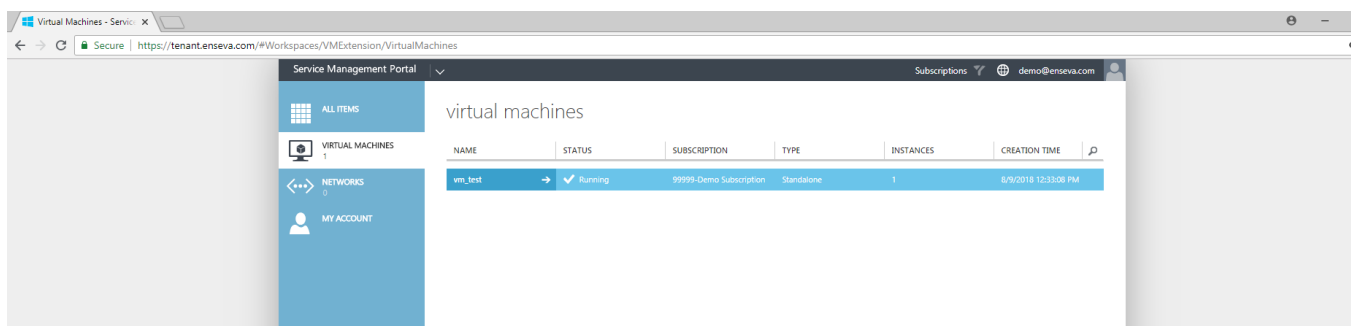 Virtual Machines - Servic
Secure | https://tenant.enseva.com/#Workspaces/VMExtension/VirtualMachines
Service Management Portal Subscriptions demo@enseva.com
ALL ITEMS
VIRTUAL MACHINES
1
NETWORKS
0
MY ACCOUNT
virtual machines
NAME STATUS SUBSCRIPTION TYPE INSTANCES CREATION TIME
vm_test Running 99999-Demo Subscription Standalone 1 8/9/2018 12:33:08 PM